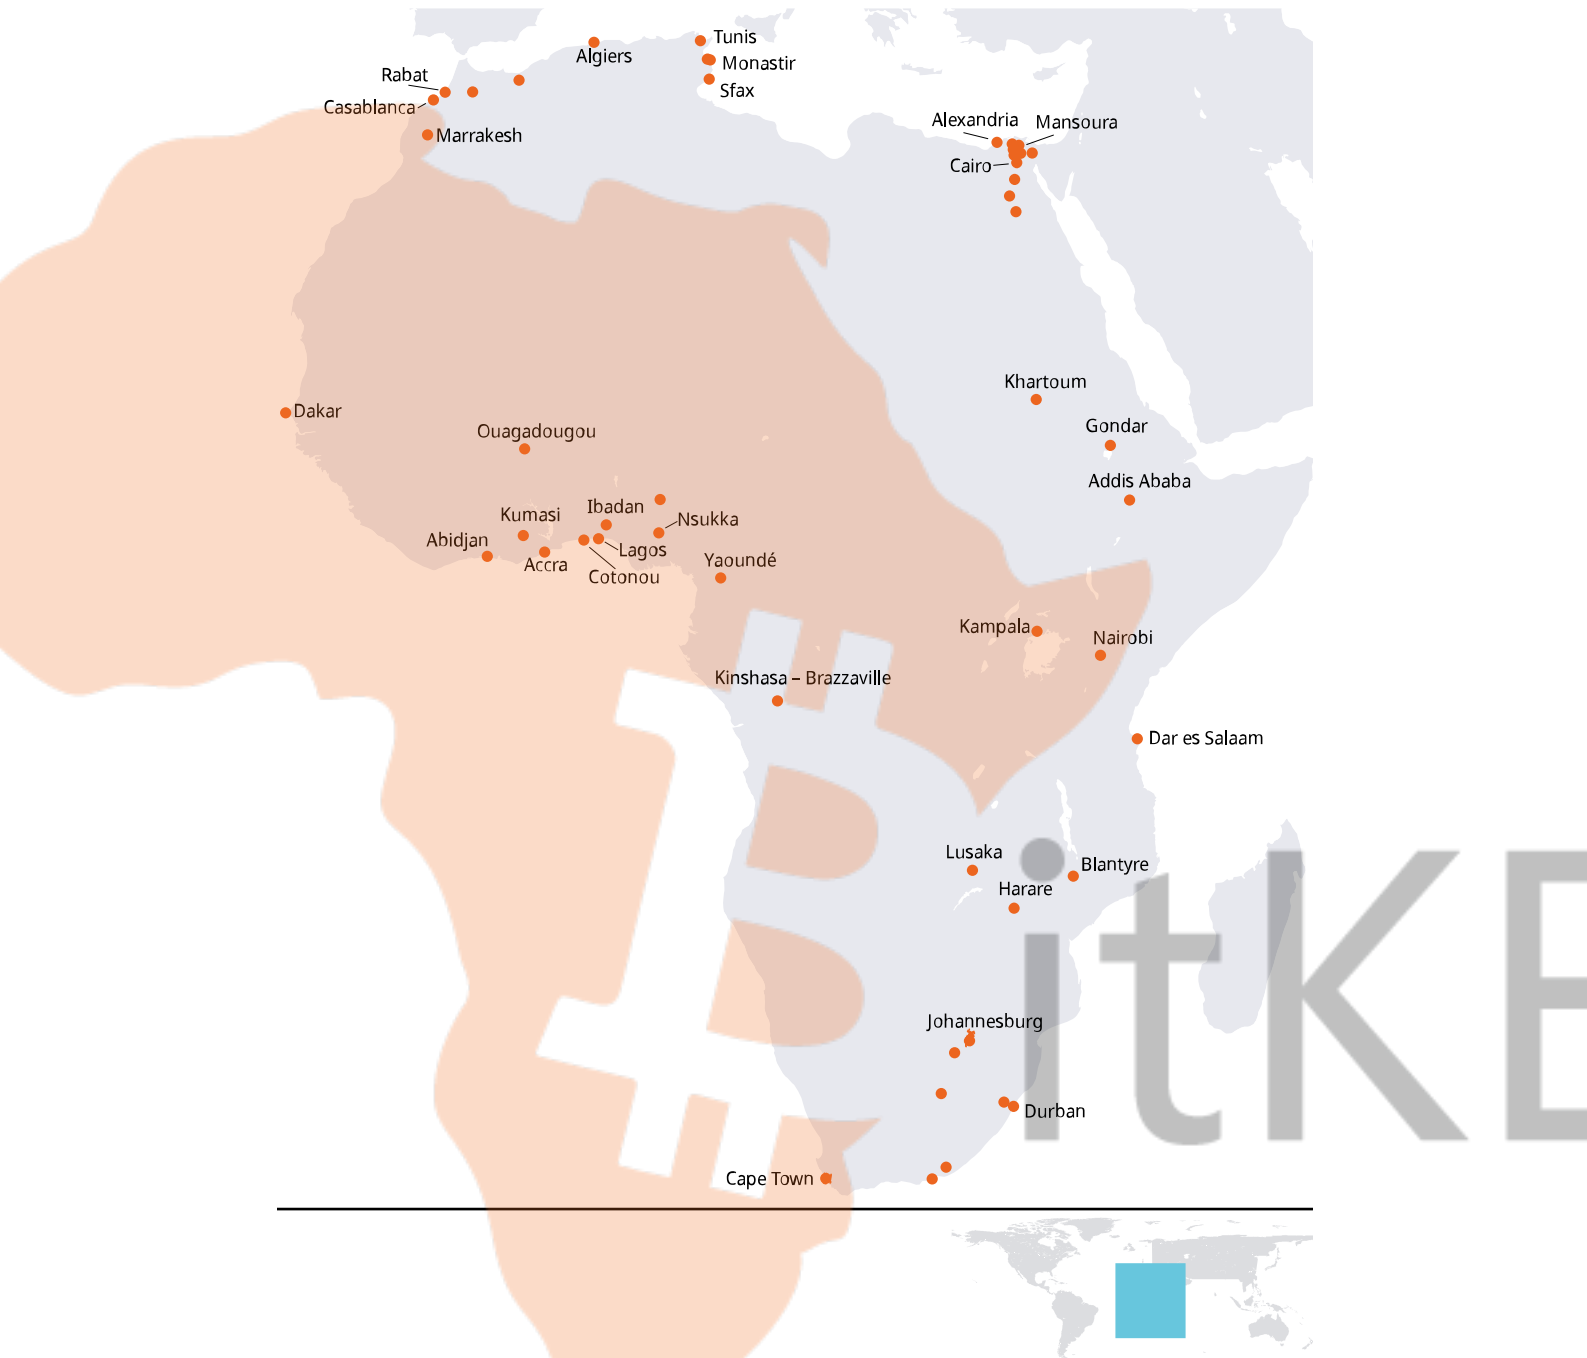 Tunis
Algiers
Monastir
Rabat
Sfax
Casablanca
Alexandria
Mansoura
Marrakesh
Cairo
Khartoum
Dakar
Gondar
Ouagadougou
Addis Ababa
Ibadan
Kumasi
Nsukka
Abidjan
Lagos
Accra
Yaoundé
Cotonou
Kampala
Nairobi
Kinshasa – Brazzaville
Dar es Salaam
Lusaka
Blantyre
Harare
itKE
Johannesburg
Durban
Cape Town